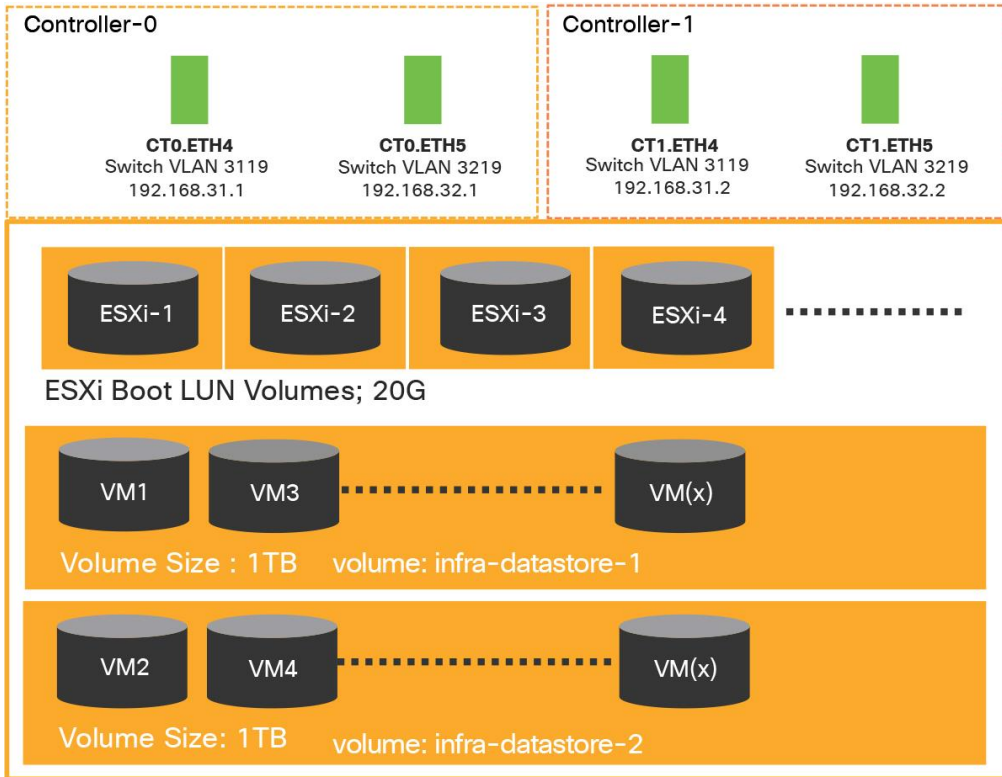 Controller-0
CT0.ETH4
Switch VLAN 3119
192.168.31.1
CT0.ETH5
Switch VLAN 3219
192.168.32.1
Controller-1
CT1.ETH4
Switch VLAN 3119
192.168.31.2
CT1.ETH5
Switch VLAN 3219
192.168.32.2
ESXi-1
ESXi-2
ESXi-3
ESXi-4
ESXi Boot LUN Volumes; 20G
VM1
VM3
VM(x)
Volume Size : 1TB
volume: infra-datastore-1
VM2
VM4
VM(x)
Volume Size: 1TB
volume: infra-datastore-2